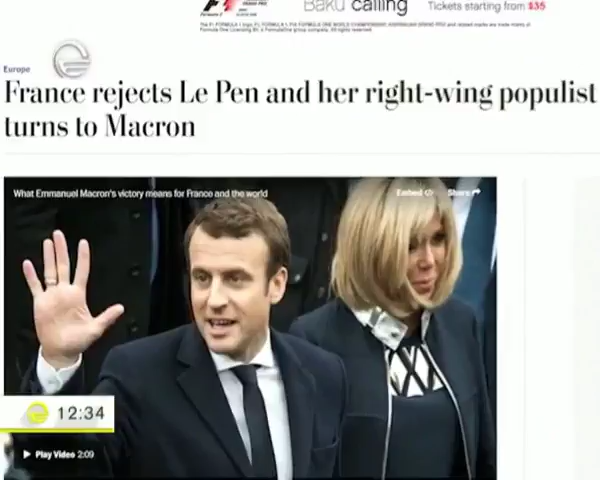 Baku calling
Tickets starting from $35
Europe
France rejects Le Pen and her right-wing populist
turns to Macron
What Emmanuel Macron's victory means for France and the world
Embed
Share
12:34
Play Video 2:09